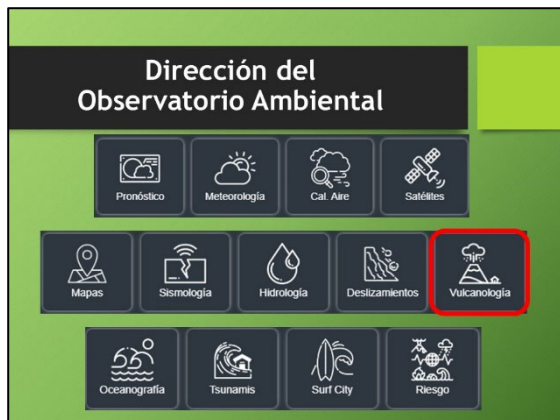 Dirección del
Observatorio Ambiental
Pronóstico Meteorología Cal. Aire Satélites
Mapas Sismología Hidrología Deslizamientos Vulcanología
Oceanografía Tsunamis Surf City Riesgo